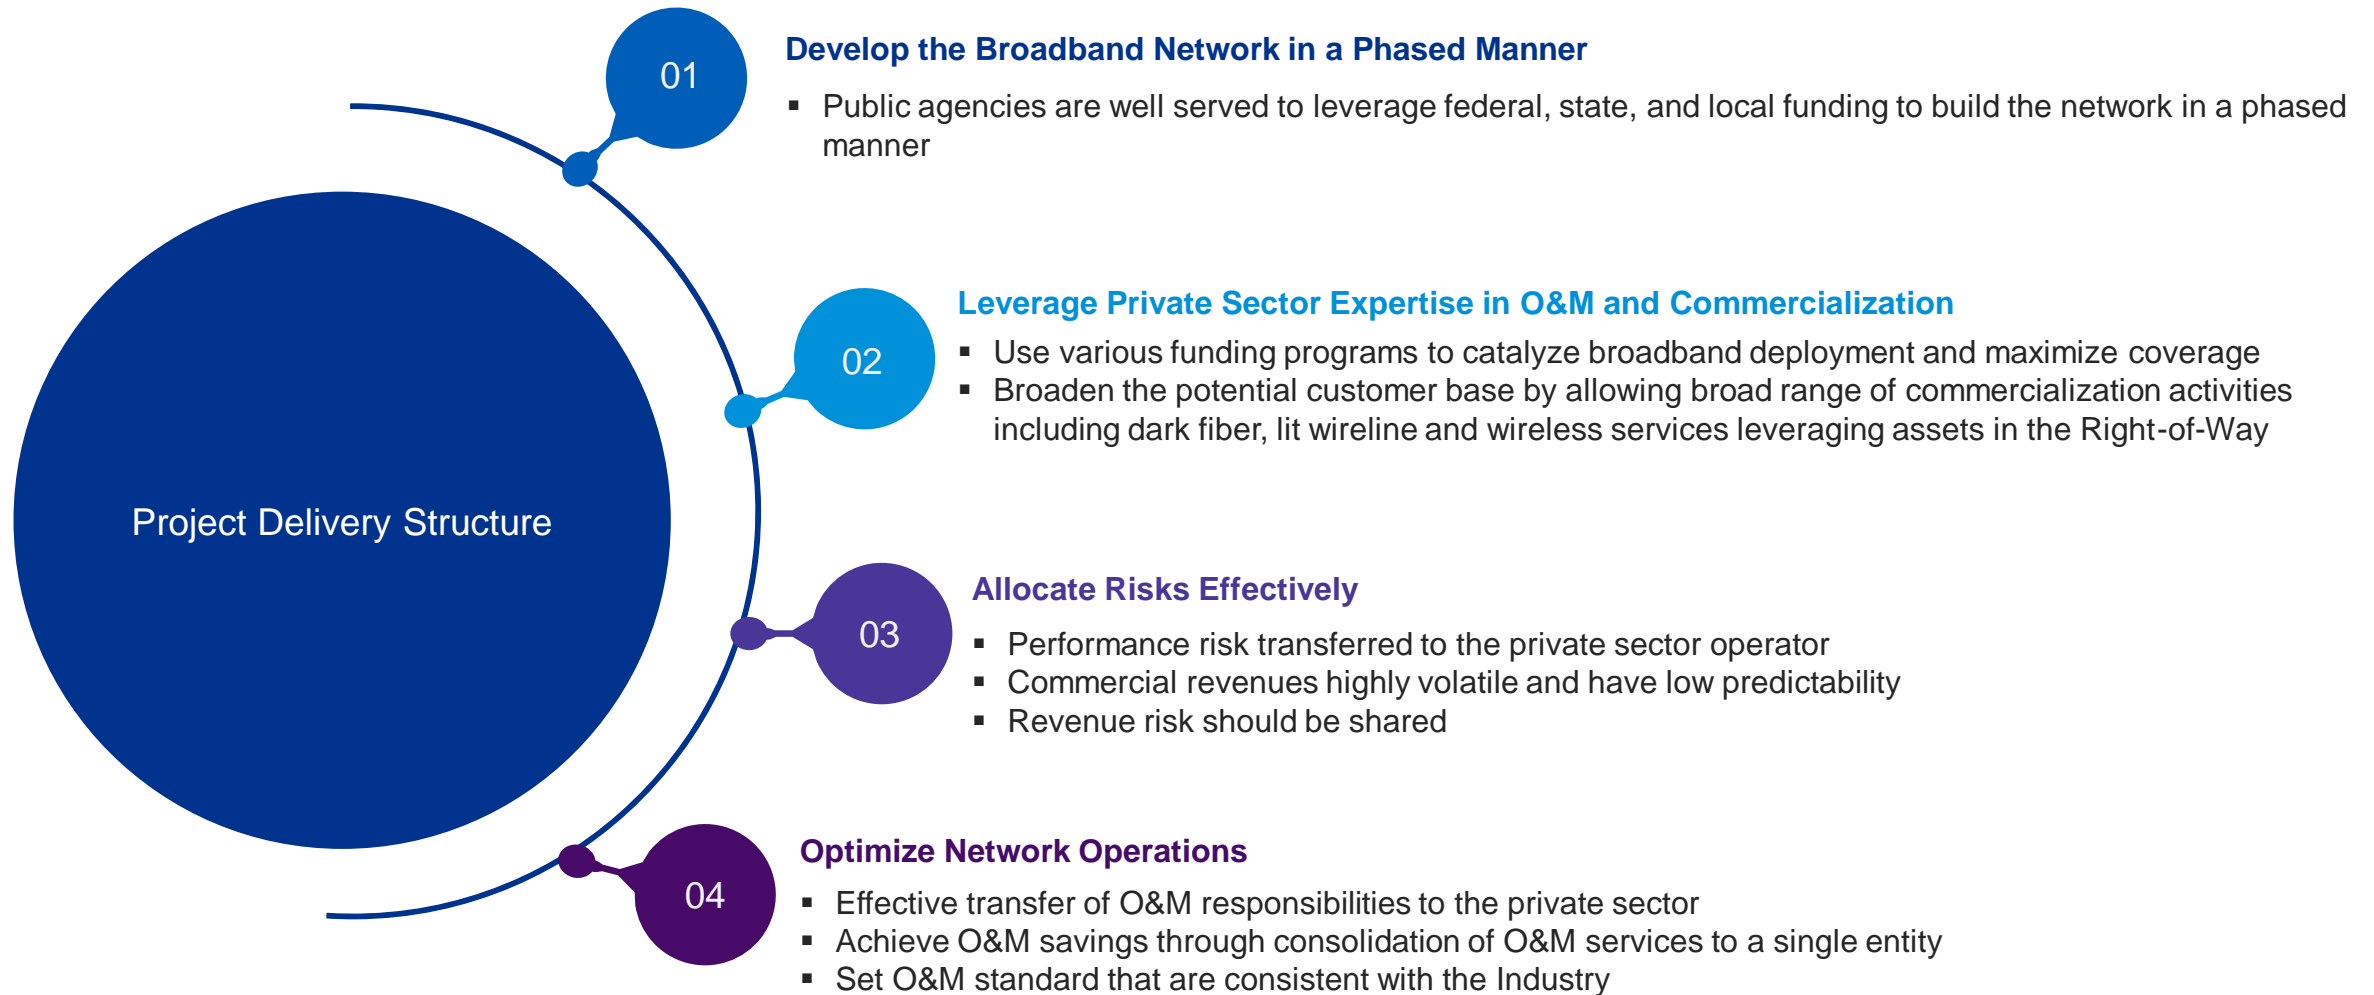 01
Develop the Broadband Network in a Phased Manner
▪ Public agencies are well served to leverage federal, state, and local funding to build the network in a phased
manner
02
Leverage Private Sector Expertise in O&M and Commercialization
▪ Use various funding programs to catalyze broadband deployment and maximize coverage
▪ Broaden the potential customer base by allowing broad range of commercialization activities
including dark fiber, lit wireline and wireless services leveraging assets in the Right-of-Way
Project Delivery Structure
03
Allocate Risks Effectively
▪ Performance risk transferred to the private sector operator
▪ Commercial revenues highly volatile and have low predictability
▪ Revenue risk should be shared
04
Optimize Network Operations
▪ Effective transfer of O&M responsibilities to the private sector
▪ Achieve O&M savings through consolidation of O&M services to a single entity
▪ Set O&M standard that are consistent with the Industry